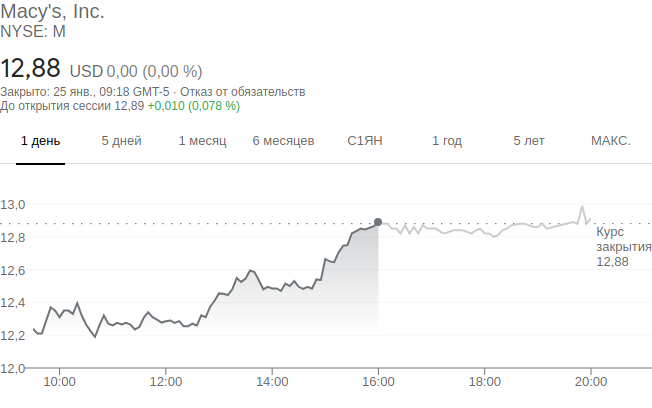 Macy's, Inc.
NYSE: M
12,88 USD 0,00 (0,00 %)
Закрыто: 25 янв., 09:18 GMT-5 · Отказ от обязательств
До открытия сессии 12,89 +0,010 (0,078 %)
1 день 5 дней 1 месяц 6 месяцев С1ЯН 1 год 5 лет МАКС.
13,0
12,8
12,6
12,4
12,2
12,0
Курс
закрытия
12,88
10:00 12:00 14:00 16:00 18:00 20:00